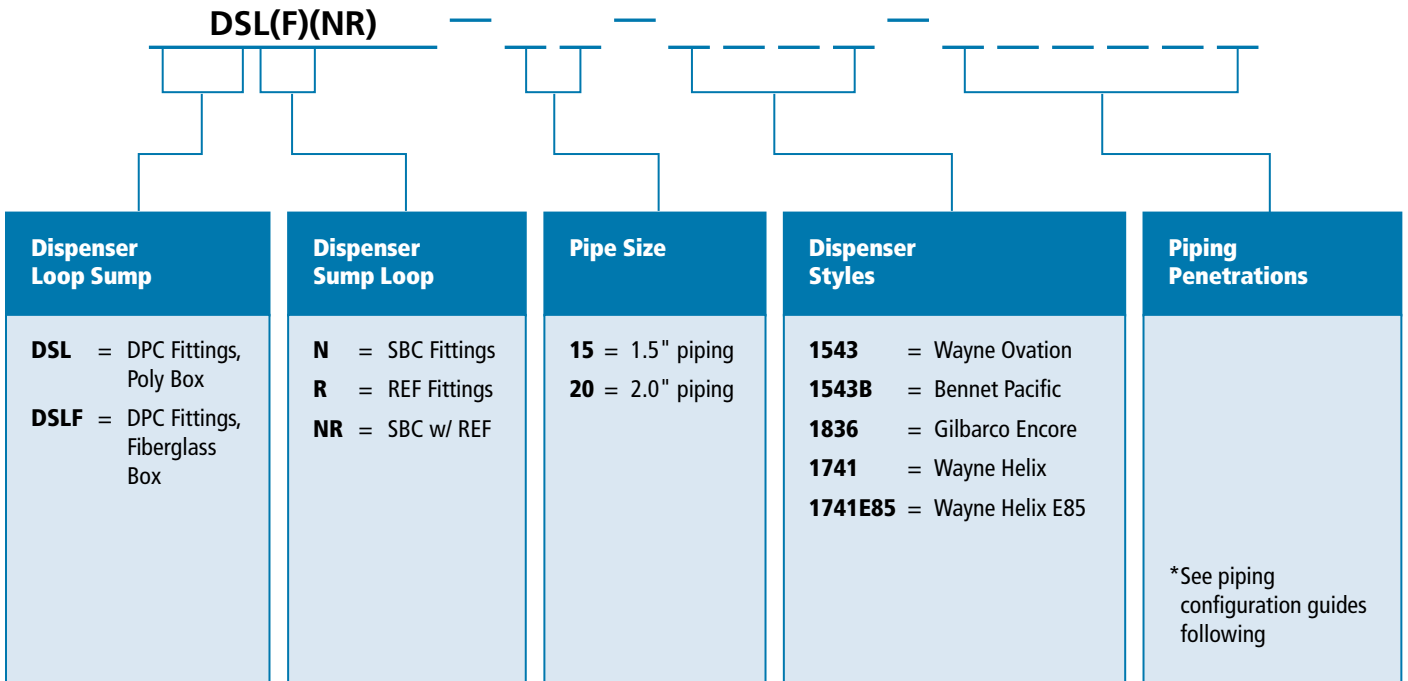 DSL(F)(NR)
Dispenser
Loop Sump
DSL = DPC Fittings,
Poly Box
DSLF = DPC Fittings,
Fiberglass
Box
Dispenser
Sump Loop
N = SBC Fittings
R = REF Fittings
NR = SBC w/ REF
Pipe Size
15 = 1.5" piping
20 = 2.0" piping
Dispenser
Styles
1543 = Wayne Ovation
1543B = Bennet Pacific
1836 = Gilbarco Encore
1741 = Wayne Helix
1741E85 = Wayne Helix E85
Piping
Penetrations
*See piping
configuration guides
following